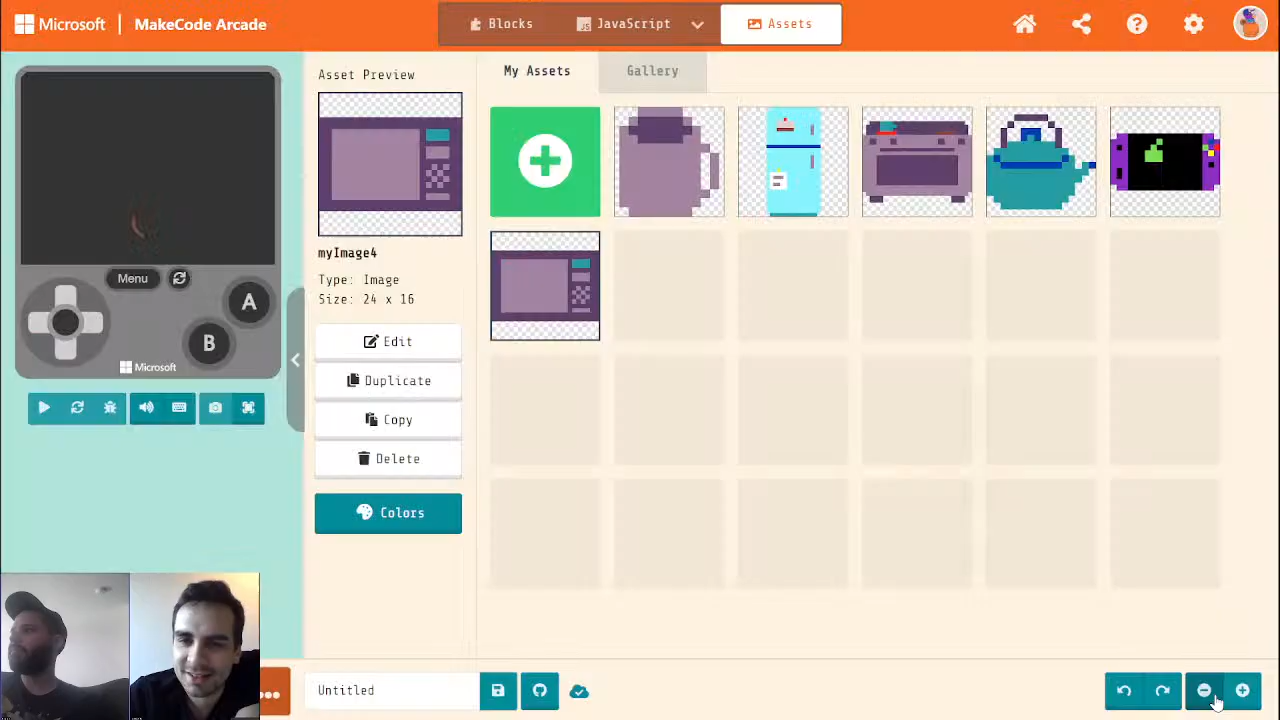 Microsoft | MakeCode Arcade
Blocks
JavaScript
Assets
Asset Preview
My Assets
Gallery
myImage4
Type: Image
Size: 24 x 16
Menu
A
B
Microsoft
Edit
Duplicate
Copy
Delete
Colors
Untitled